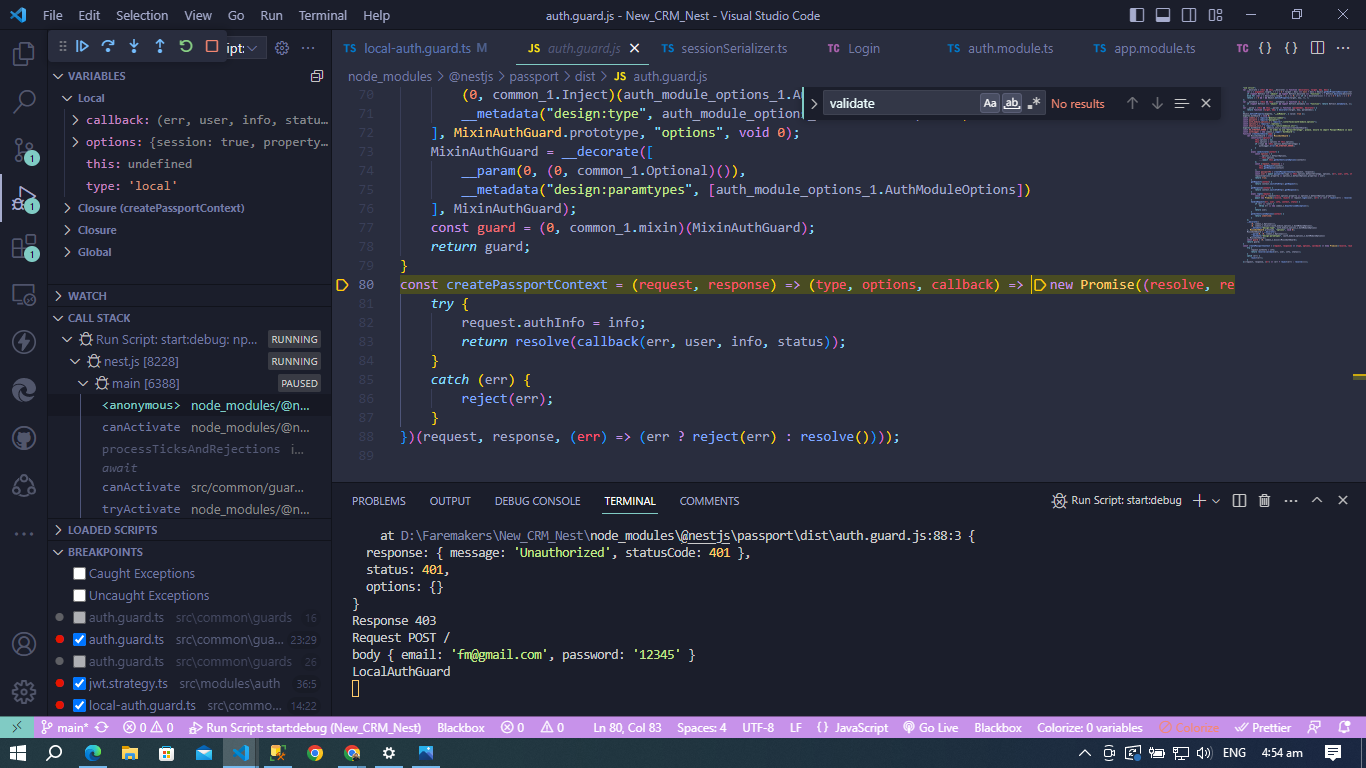 File Edit Selection View Go Run Terminal Help
auth.guard.js - New_CRM_Nest - Visual Studio Code
ipt:
TS local-auth.guard.ts M
JS auth.guard.js
TS sessionSerializer.ts
TC Login
TS auth.module.ts
TS app.module.ts
TC
node_modules > @nestjs > passport > dist > JS auth.guard.js
validate
Aa ab
No results
VARIABLES
Local
callback: (err, user, info, statu…
options: {session: true, property…
this: undefined
type: 'local'
Closure (createPassportContext)
Closure
Global
WATCH
CALL STACK
Run Script: start:debug: np… RUNNING
nest.js [8228] RUNNING
main [6388] PAUSED
<anonymous> node_modules/@n...
canActivate node_modules/@n...
processTicksAndRejections i…
await
canActivate src/common/guar...
tryActivate node_modules/@n...
LOADED SCRIPTS
BREAKPOINTS
Caught Exceptions
Uncaught Exceptions
auth.guard.ts src\common\guards 16
auth.guard.ts src\common\gua... 23:29
auth.guard.ts src\common\guards 26
jwt.strategy.ts src\modules\auth 36:5
local-auth.guard.ts src\commo... 14:22
70 (0, common_1.Inject)(auth_module_options_1.A
71 __metadata("design:type", auth_module_options_
72 ], MixinAuthGuard.prototype, "options", void 0);
73 MixinAuthGuard = __decorate([
74 __param(0, (0, common_1.Optional)()),
75 __metadata("design:paramtypes", [auth_module_options_1.AuthModuleOptions])
76 ], MixinAuthGuard);
77 const guard = (0, common_1.mixin)(MixinAuthGuard);
78 return guard;
79 }
80 const createPassportContext = (request, response) => (type, options, callback) => new Promise((resolve, re
81 try {
82 request.authInfo = info;
83 return resolve(callback(err, user, info, status));
84 }
85 catch (err) {
86 reject(err);
87 }
88 })(request, response, (err) => (err ? reject(err) : resolve())));
89
PROBLEMS OUTPUT DEBUG CONSOLE TERMINAL COMMENTS
Run Script: start:debug
at D:\Faremakers\New_CRM_Nest\node_modules\@nestjs\passport\dist\auth.guard.js:88:3 {
response: { message: 'Unauthorized', statusCode: 401 },
status: 401,
options: {}
}
Response 403
Request POST /
body { email: 'fm@gmail.com', password: '12345' }
LocalAuthGuard
main* 0 0 Run Script: start:debug (New_CRM_Nest) Blackbox 0 0 Ln 80, Col 83 Spaces: 4 UTF-8 LF {} JavaScript Go Live Blackbox Colorize: 0 variables Colorize Prettier
ENG 4:54 am